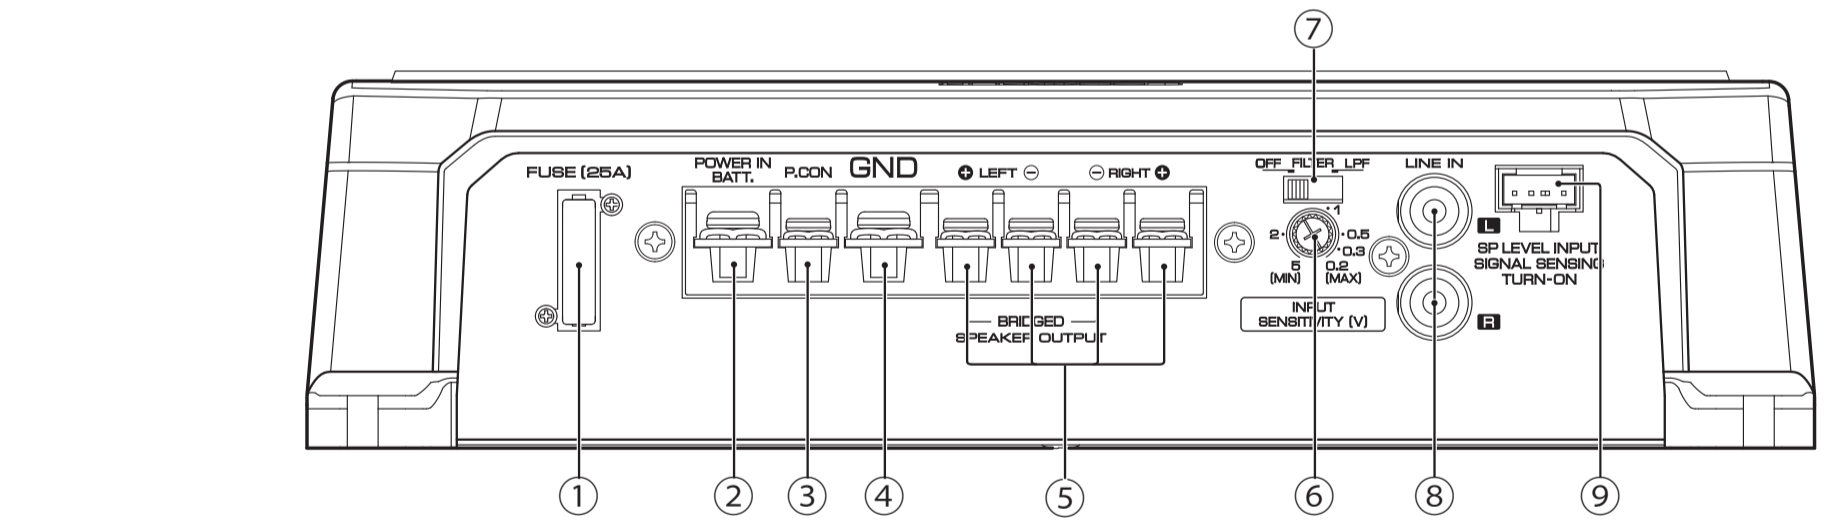 ⑦
FUSE (25A)
POWER IN
BATT.
P.CON
GND
+ LEFT −
− RIGHT +
OFF FILTER LPF
LINE IN
1
2
0.5
0.3
5
(MIN)
0.2
(MAX)
L
SP LEVEL INPUT
SIGNAL SENSING
TURN-ON
INPUT
SENSITIVITY (V)
R
BRIDGED
SPEAKER OUTPUT
① ② ③ ④ ⑤ ⑥ ⑧ ⑨